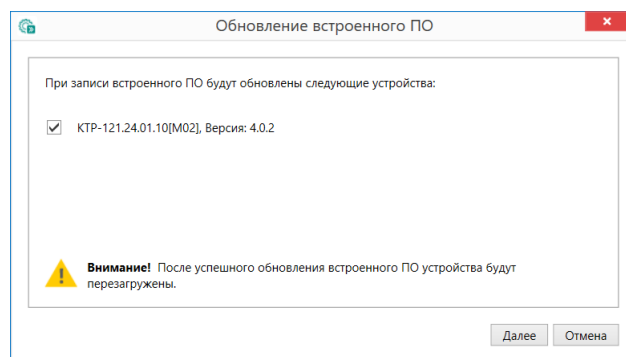 Обновление встроенного ПО
При записи встроенного ПО будут обновлены следующие устройства:
КТР-121.24.01.10[М02], Версия: 4.0.2
Внимание! После успешного обновления встроенного ПО устройства будут
перезагружены.
Далее Отмена